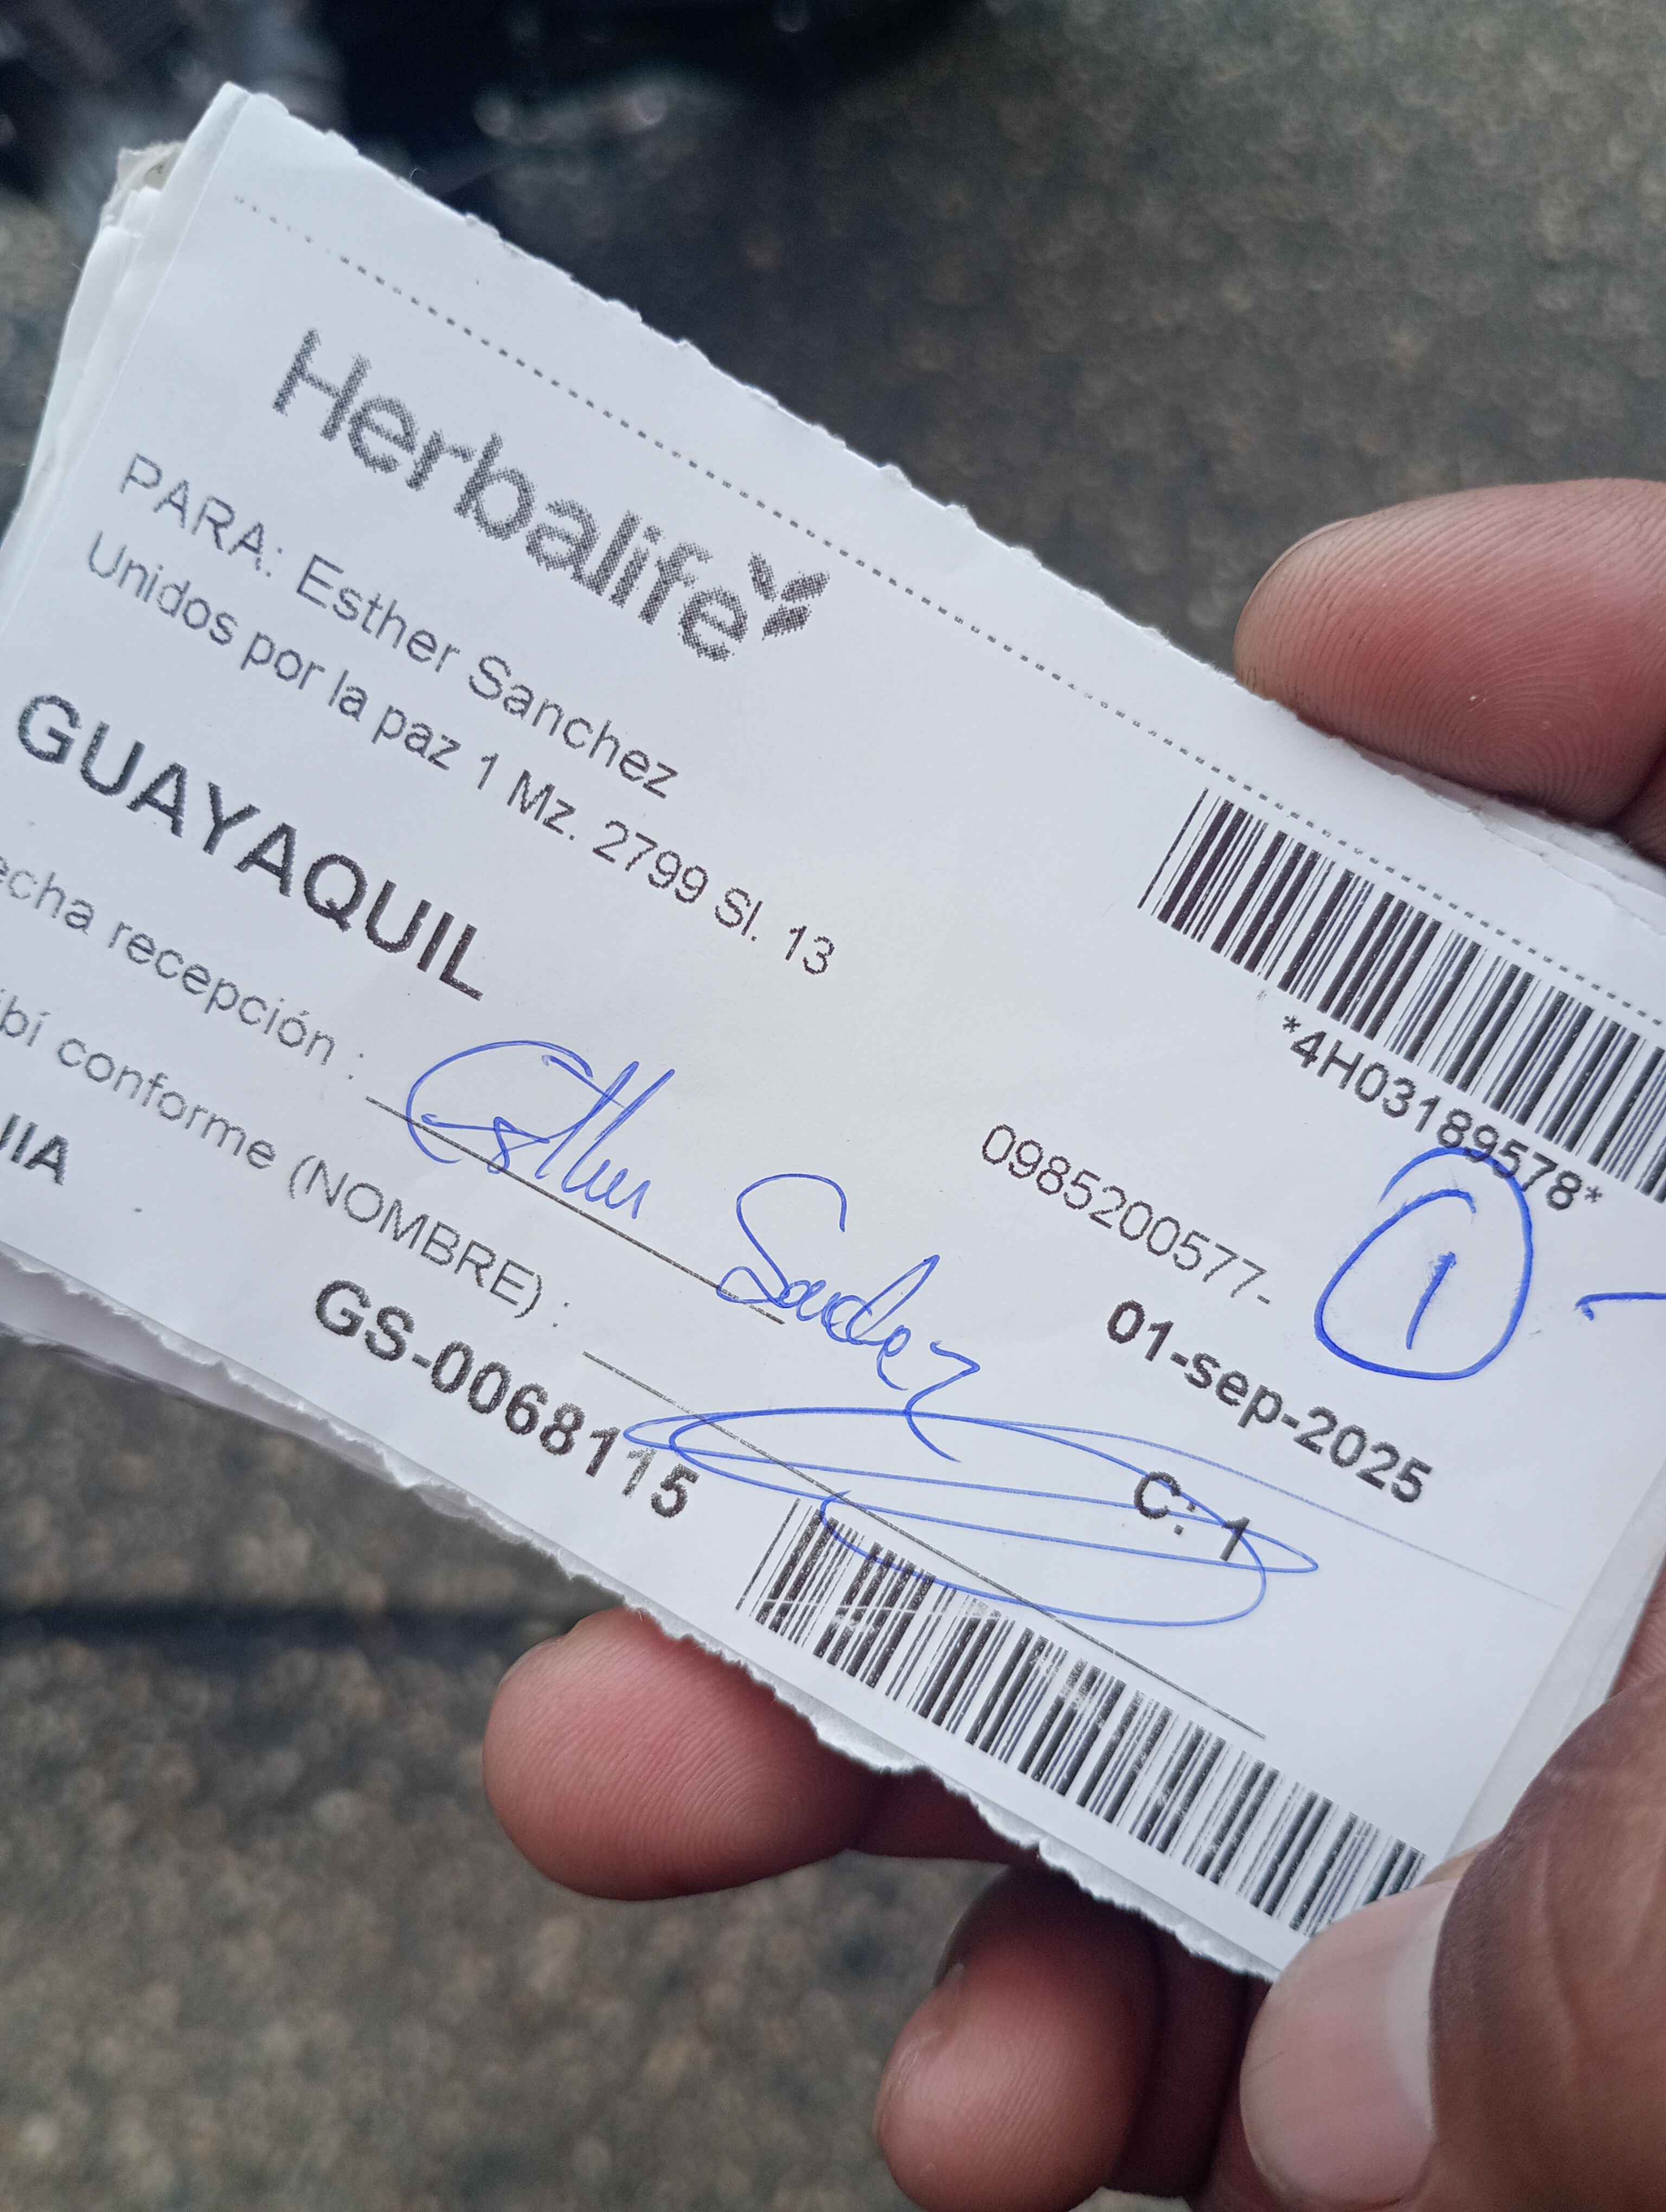 Herbalife
*4H03189578*
PARA: Esther Sanchez
Unidos por la paz 1 Mz. 2799 Sl. 13
0985200577-
1
GUAYAQUIL
01-sep-2025
echa recepción :
Esther Sanchez
C: 1
ibí conforme (NOMBRE) :
UIA
GS-0068115